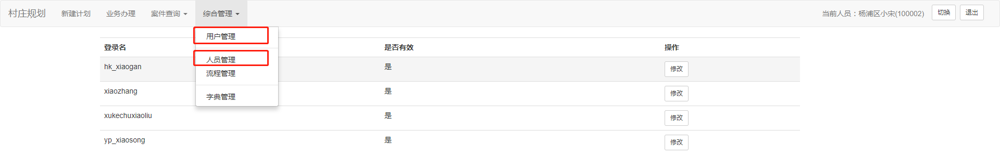 村庄规划 新建计划 业务办理 案件查询 综合管理 当前人员：杨浦区小宋(100002) 切换 退出
用户管理
人员管理
流程管理
字典管理
登录名 是否有效 操作
hk_xiaogan 是 修改
xiaozhang 是 修改
xukechuxiaoliu 是 修改
yp_xiaosong 是 修改